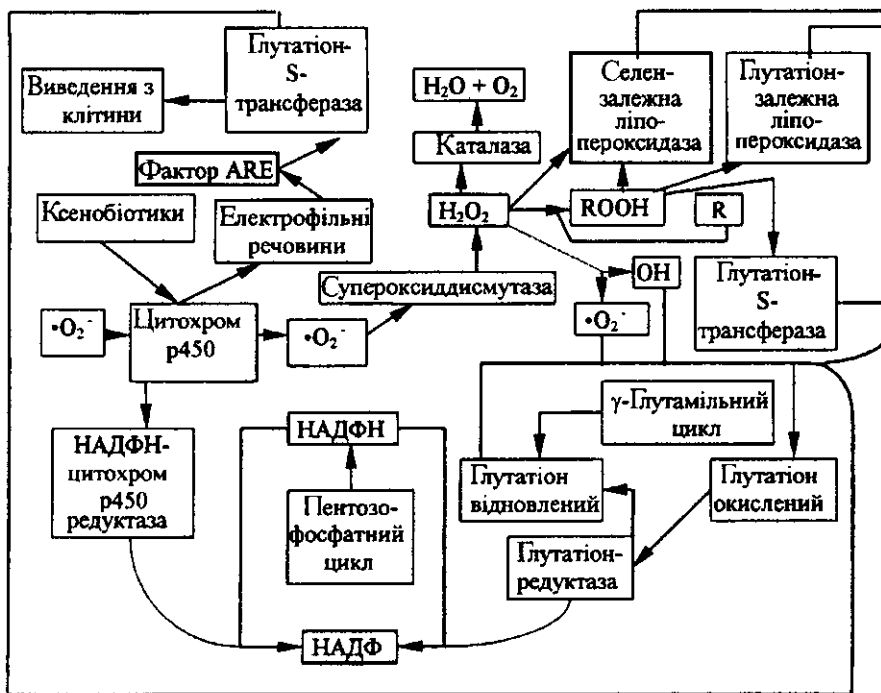 Глутатіон-
S-
трансфераза
Виведення з
клітини
H₂O + O₂
Каталаза
Селен-
залежна
ліпо-
пероксидаза
Глутатіон-
залежна
ліпо-
пероксидаза
Фактор ARE
Ксенобіотики
Електрофільні
речовини
H₂O₂
ROOH
R
Супероксиддисмутаза
OH
Глутатіон-
S-
трансфераза
•O₂⁻
Цитохром
р450
•O₂⁻
•O₂⁻
НАДФН-
цитохром
р450
редуктаза
НАДФН
Пентозо-
фосфатний
цикл
НАДФ
γ-Глутамільний
цикл
Глутатіон
відновлений
Глутатіон
окислений
Глутатіон-
редуктаза